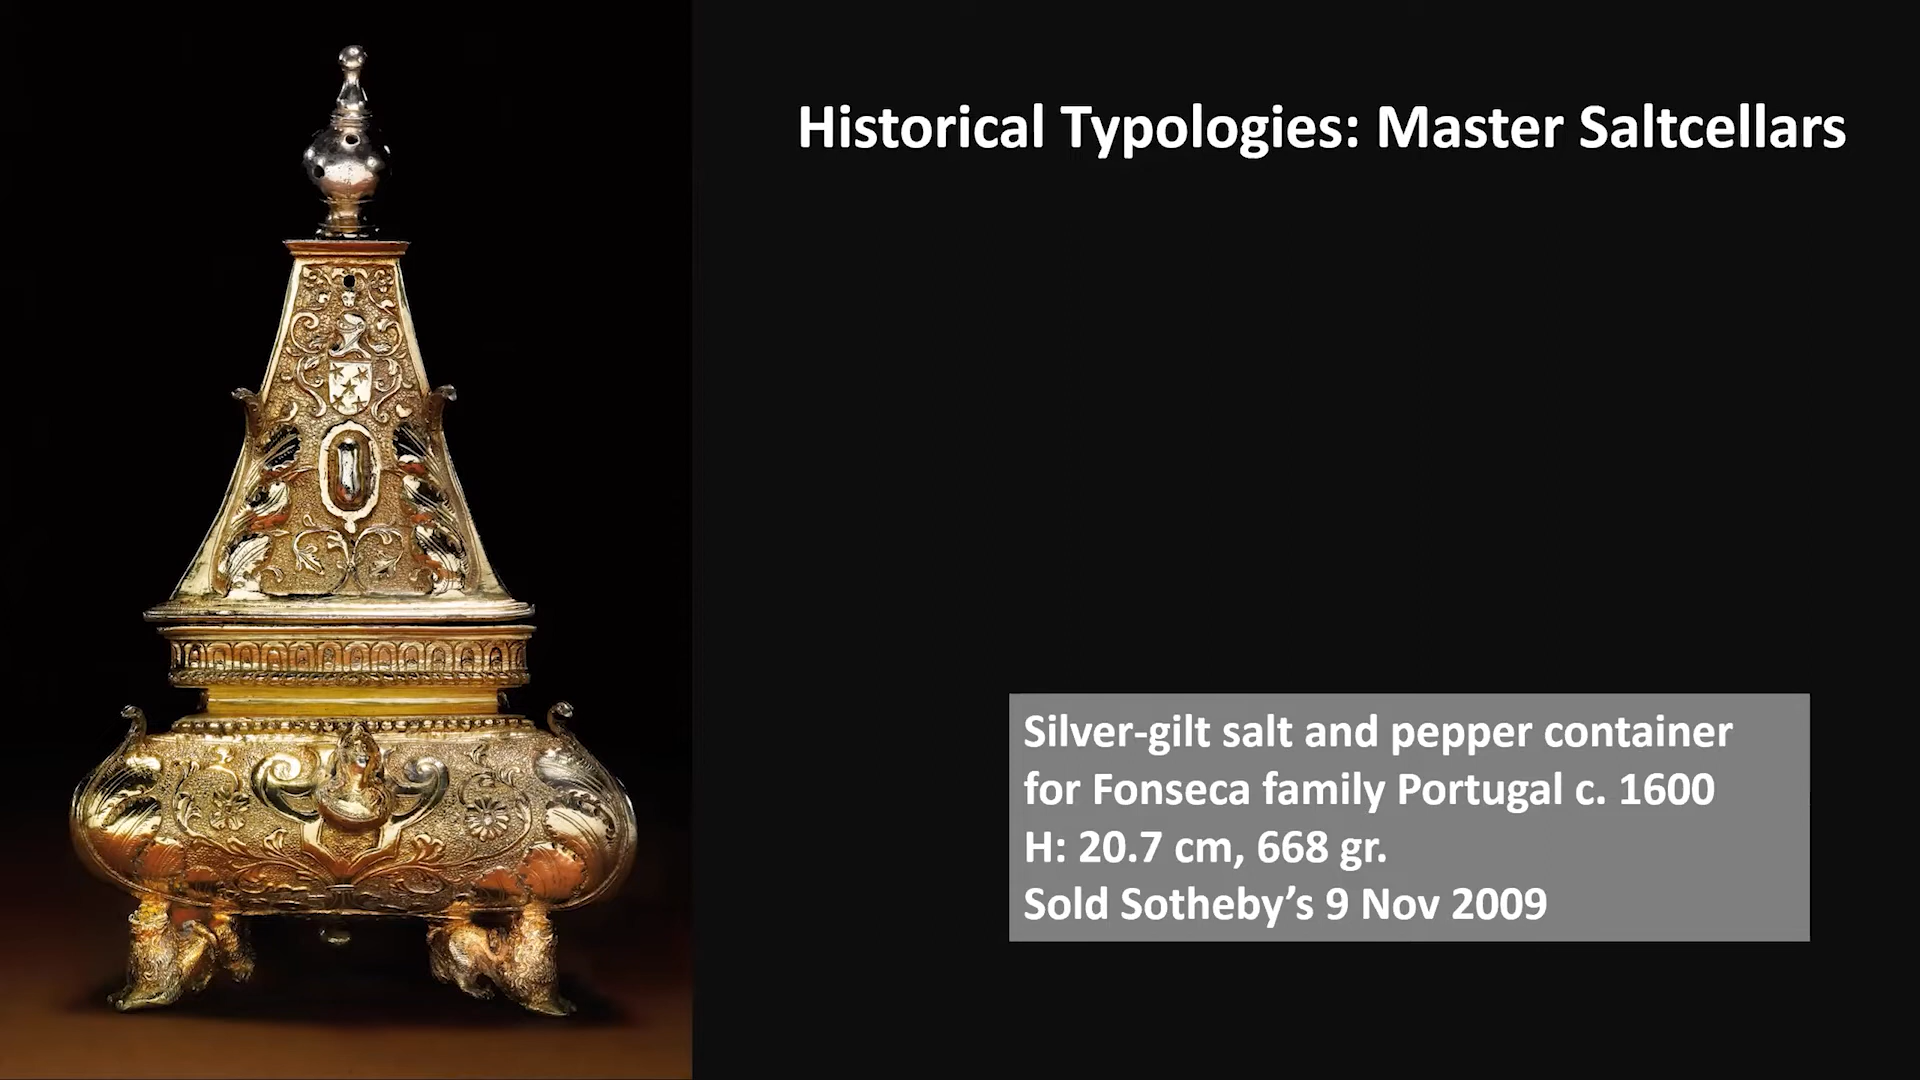 Historical Typologies: Master Saltcellars
Silver-gilt salt and pepper container
for Fonseca family Portugal c. 1600
H: 20.7 cm, 668 gr.
Sold Sotheby’s 9 Nov 2009